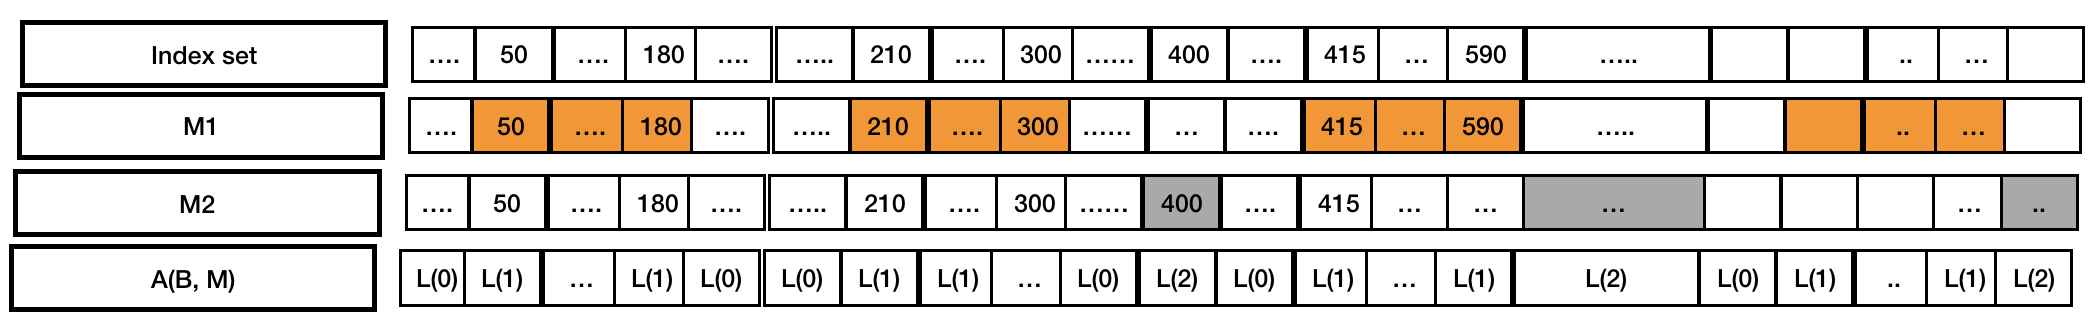 Index set …. 50 …. 180 …. ….. 210 …. 300 …… 400 …. 415 … 590 ….. .. …
M1 …. 50 …. 180 …. ….. 210 …. 300 …… … …. 415 … 590 ….. .. …
M2 …. 50 …. 180 …. ….. 210 …. 300 …… 400 …. 415 … … … … ..
A(B, M) L(0) L(1) … L(1) L(0) L(0) L(1) L(1) … L(0) L(2) L(0) L(1) … L(1) L(2) L(0) L(1) .. L(1) L(2)